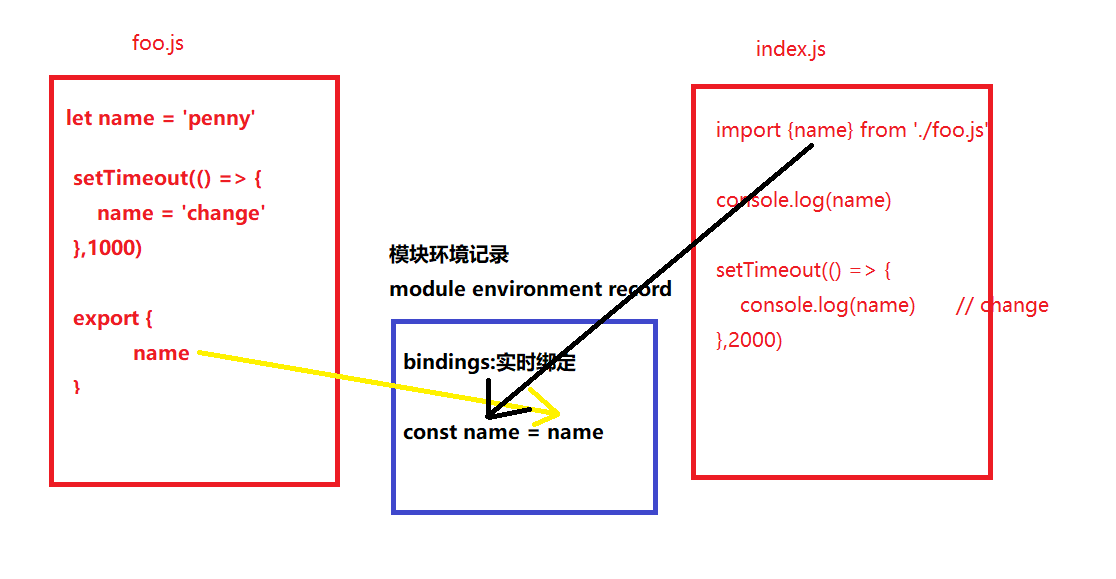 foo.js
let name = 'penny'
setTimeout(() => {
name = 'change'
},1000)
export {
name
}
模块环境记录
module environment record
bindings:实时绑定
const name = name
index.js
import {name} from './foo.js'
console.log(name)
setTimeout(() => {
console.log(name) // change
},2000)